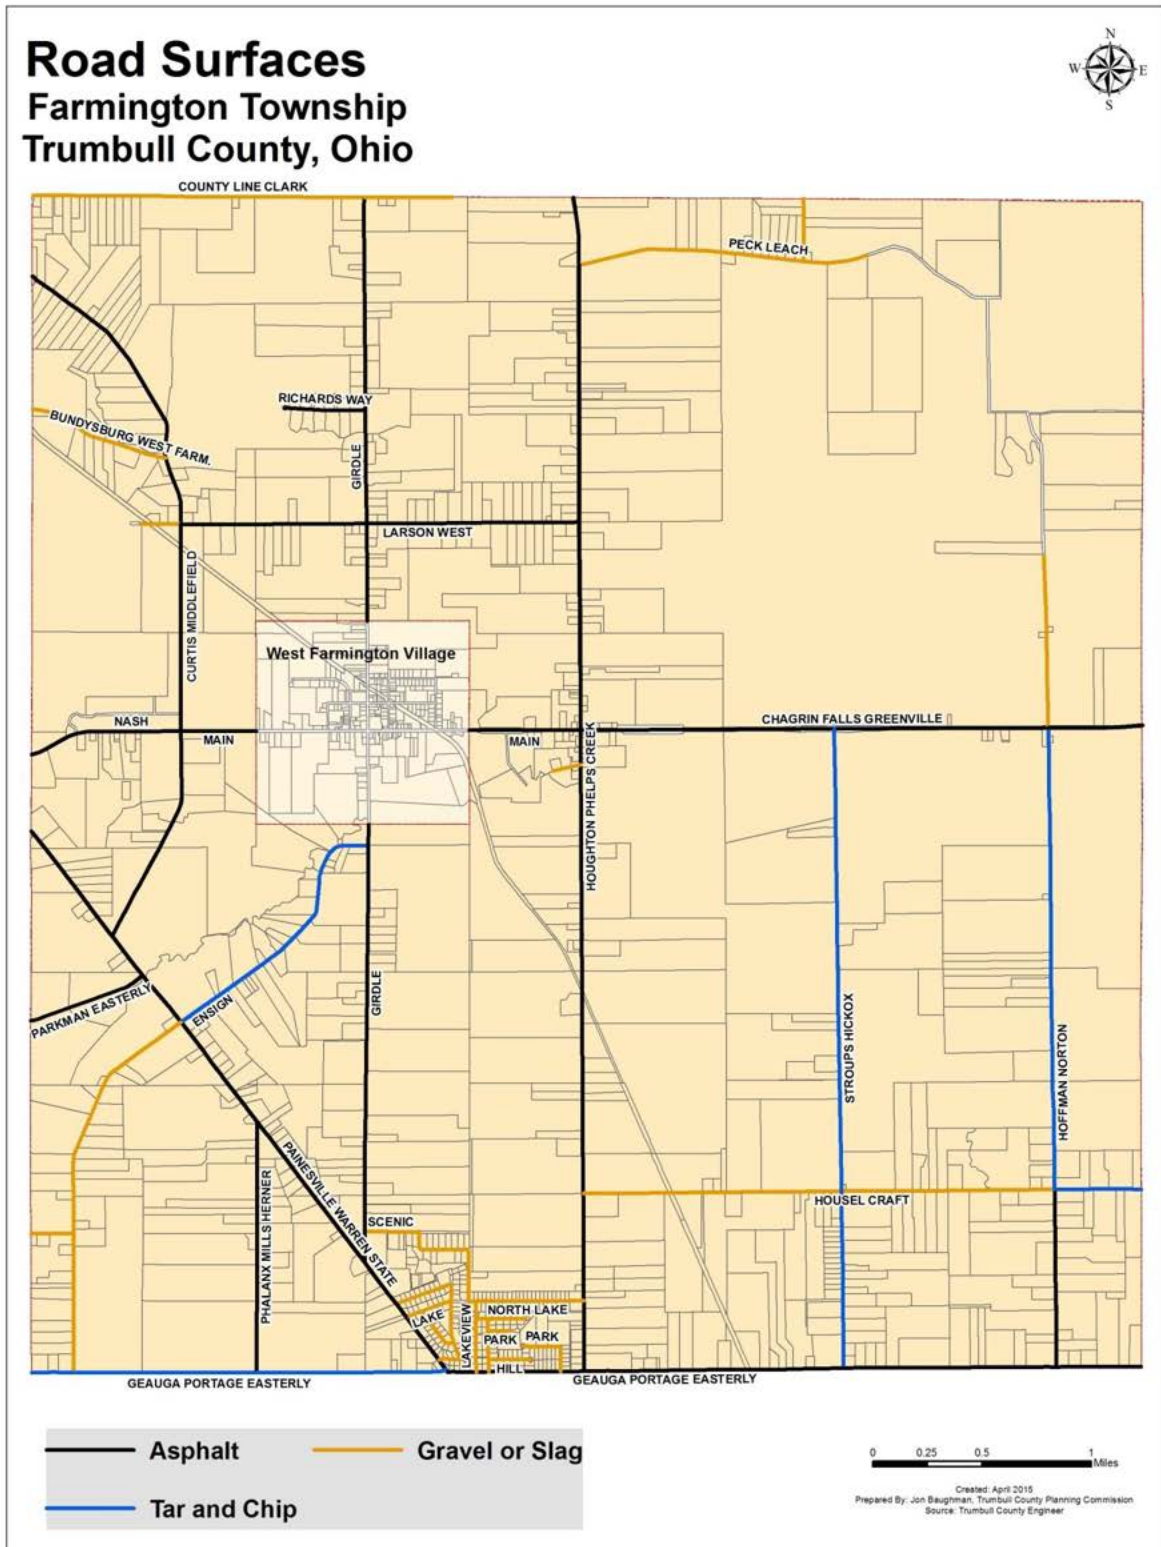 Road Surfaces
Farmington Township
Trumbull County, Ohio
N
W
E
S
COUNTY LINE CLARK
PECK LEACH
RICHARDS WAY
BUNDYSBURG WEST FARM.
GIRDLE
LARSON WEST
CURTIS MIDDLEFIELD
West Farmington Village
NASH
MAIN
MAIN
CHAGRIN FALLS GREENVILLE
HOUGHTON PHELPS CREEK
PARKMAN EASTERLY
ENSIGN
GIRDLE
STROUPS HICKOX
HOFFMAN NORTON
PHALANX MILLS HERNER
PAINESVILLE WARREN STATE
HOUSEL CRAFT
SCENIC
LAKE
LAKEVIEW
NORTH LAKE
PARK
PARK
HILL
GEAUGA PORTAGE EASTERLY
GEAUGA PORTAGE EASTERLY
Asphalt
Gravel or Slag
Tar and Chip
0 0.25 0.5 1
Miles
Created: April 2015
Prepared By: Jon Baughman, Trumbull County Planning Commission
Source: Trumbull County Engineer